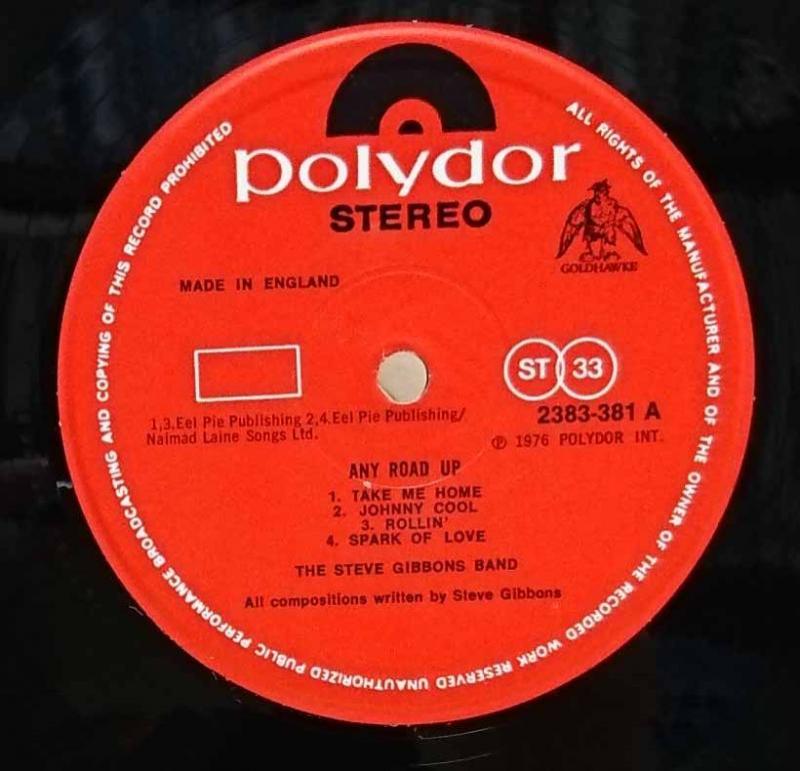 polydor
STEREO
GOLDHAWKE
MADE IN ENGLAND
ST 33
2383-381 A
1,3.Eel Pie Publishing 2,4.Eel Pie Publishing/
Naimad Laine Songs Ltd.
℗ 1976 POLYDOR INT.
ANY ROAD UP
1. TAKE ME HOME
2. JOHNNY COOL
3. ROLLIN'
4. SPARK OF LOVE
THE STEVE GIBBONS BAND
All compositions written by Steve Gibbons
ALL RIGHTS OF THE MANUFACTURER AND OF THE OWNER OF THE RECORDED WORK RESERVED UNAUTHORIZED PUBLIC PERFORMANCE BROADCASTING AND COPYING OF THIS RECORD PROHIBITED